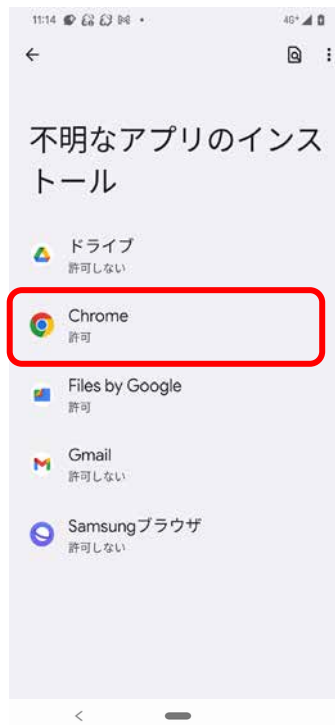 11:14
4G+
不明なアプリのインス
トール
ドライブ
許可しない
Chrome
許可
Files by Google
許可
Gmail
許可しない
Samsungブラウザ
許可しない